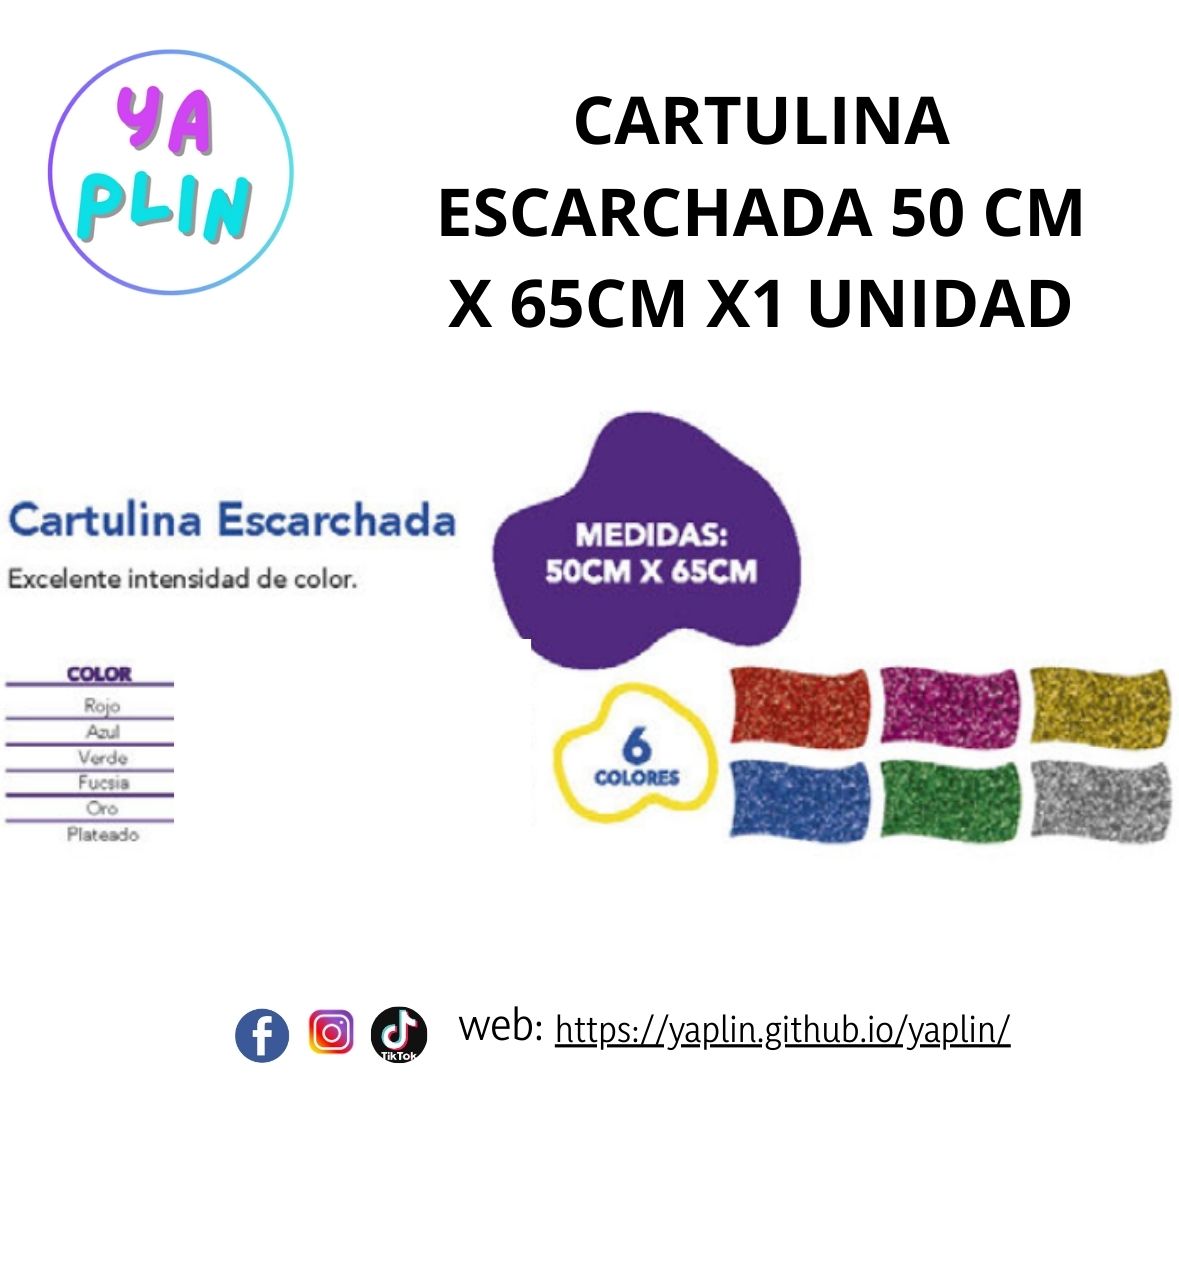 YA
PLIN
CARTULINA
ESCARCHADA 50 CM
X 65CM X1 UNIDAD
Cartulina Escarchada
Excelente intensidad de color.
MEDIDAS:
50CM X 65CM
COLOR
Rojo
Azul
Verde
Fucsia
Oro
Plateado
6
COLORES
TikTok
web: https://yaplin.github.io/yaplin/